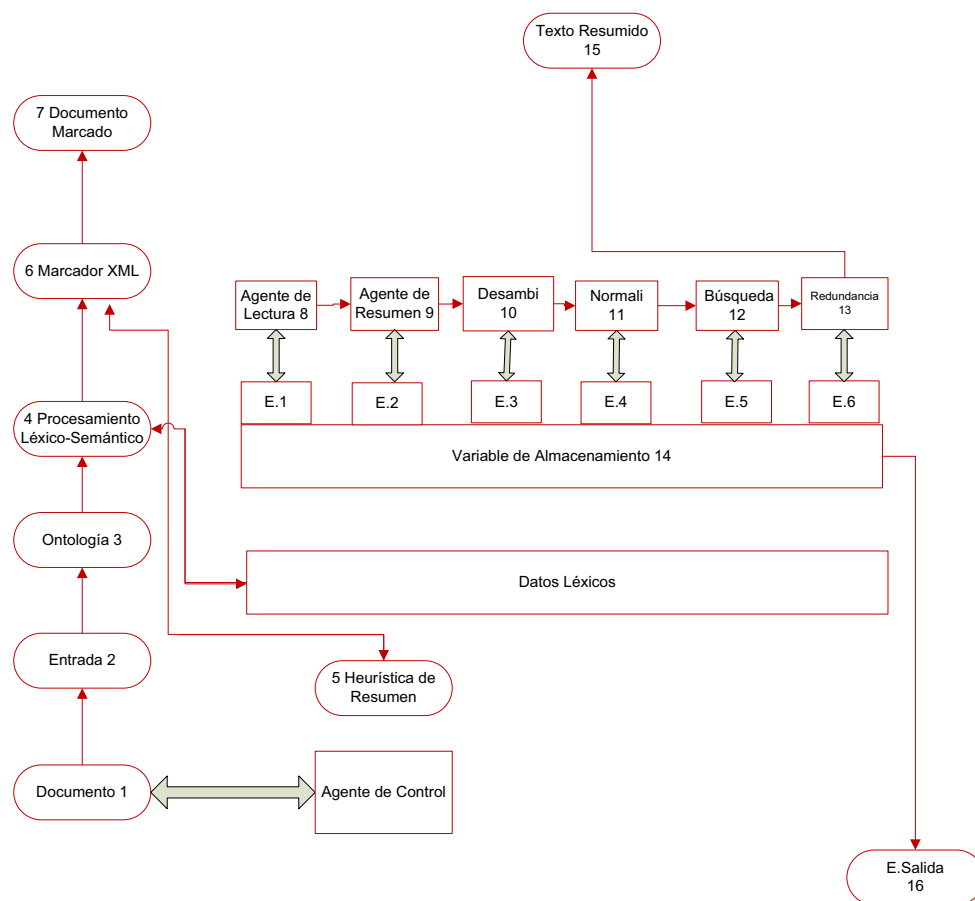 Texto Resumido
15
7 Documento
Marcado
6 Marcador XML
Agente de
Lectura 8
Agente de
Resumen 9
Desambi
10
Normali
11
Búsqueda
12
Redundancia
13
E.1
E.2
E.3
E.4
E.5
E.6
4 Procesamiento
Léxico-Semántico
Variable de Almacenamiento 14
Ontología 3
Datos Léxicos
Entrada 2
5 Heurística de
Resumen
Documento 1
Agente de Control
E.Salida
16